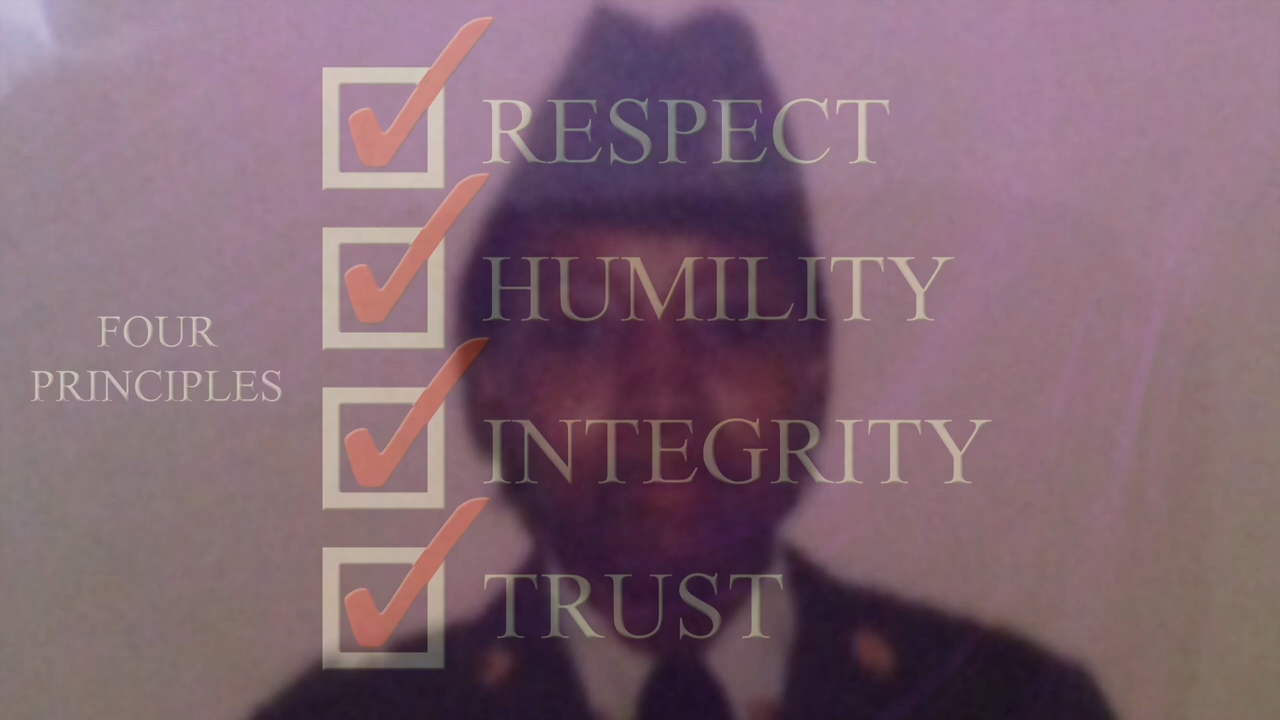 FOUR
PRINCIPLES
RESPECT
HUMILITY
INTEGRITY
TRUST